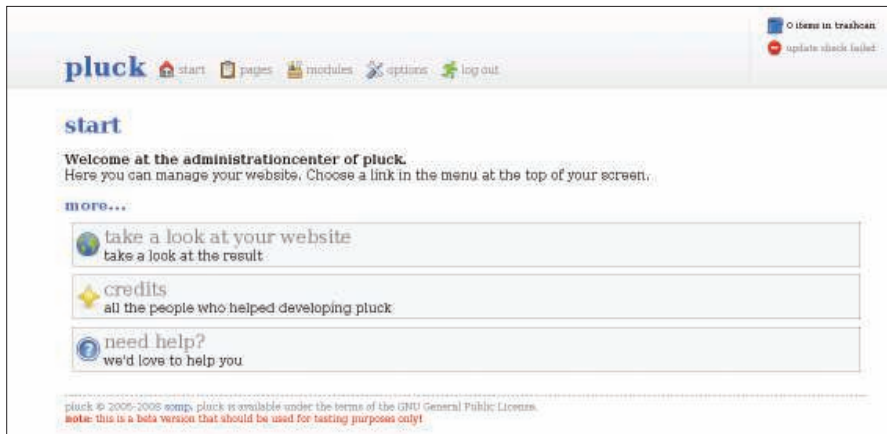 0 items in trashcan
update check failed
pluck start pages modules options log out
start
Welcome at the administrationcenter of pluck.
Here you can manage your website. Choose a link in the menu at the top of your screen.
more...
take a look at your website
take a look at the result
credits
all the people who helped developing pluck
need help?
we'd love to help you
pluck © 2005-2008 somp. pluck is available under the terms of the GNU General Public License.
note: this is a beta version that should be used for testing purposes only!